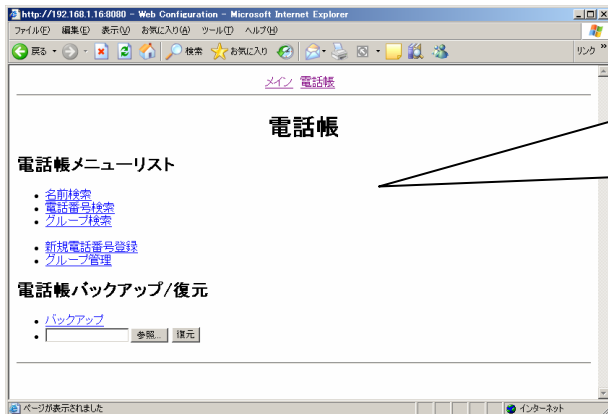 http://192.168.1.16:8080 - Web Configuration - Microsoft Internet Explorer
ファイル(F) 編集(E) 表示(V) お気に入り(A) ツール(T) ヘルプ(H)
戻る 検索 お気に入り リンク »
メイン 電話帳
電話帳
電話帳メニューリスト
名前検索
電話番号検索
グループ検索
新規電話番号登録
グループ管理
電話帳バックアップ/復元
バックアップ
参照... 復元
ページが表示されました インターネット